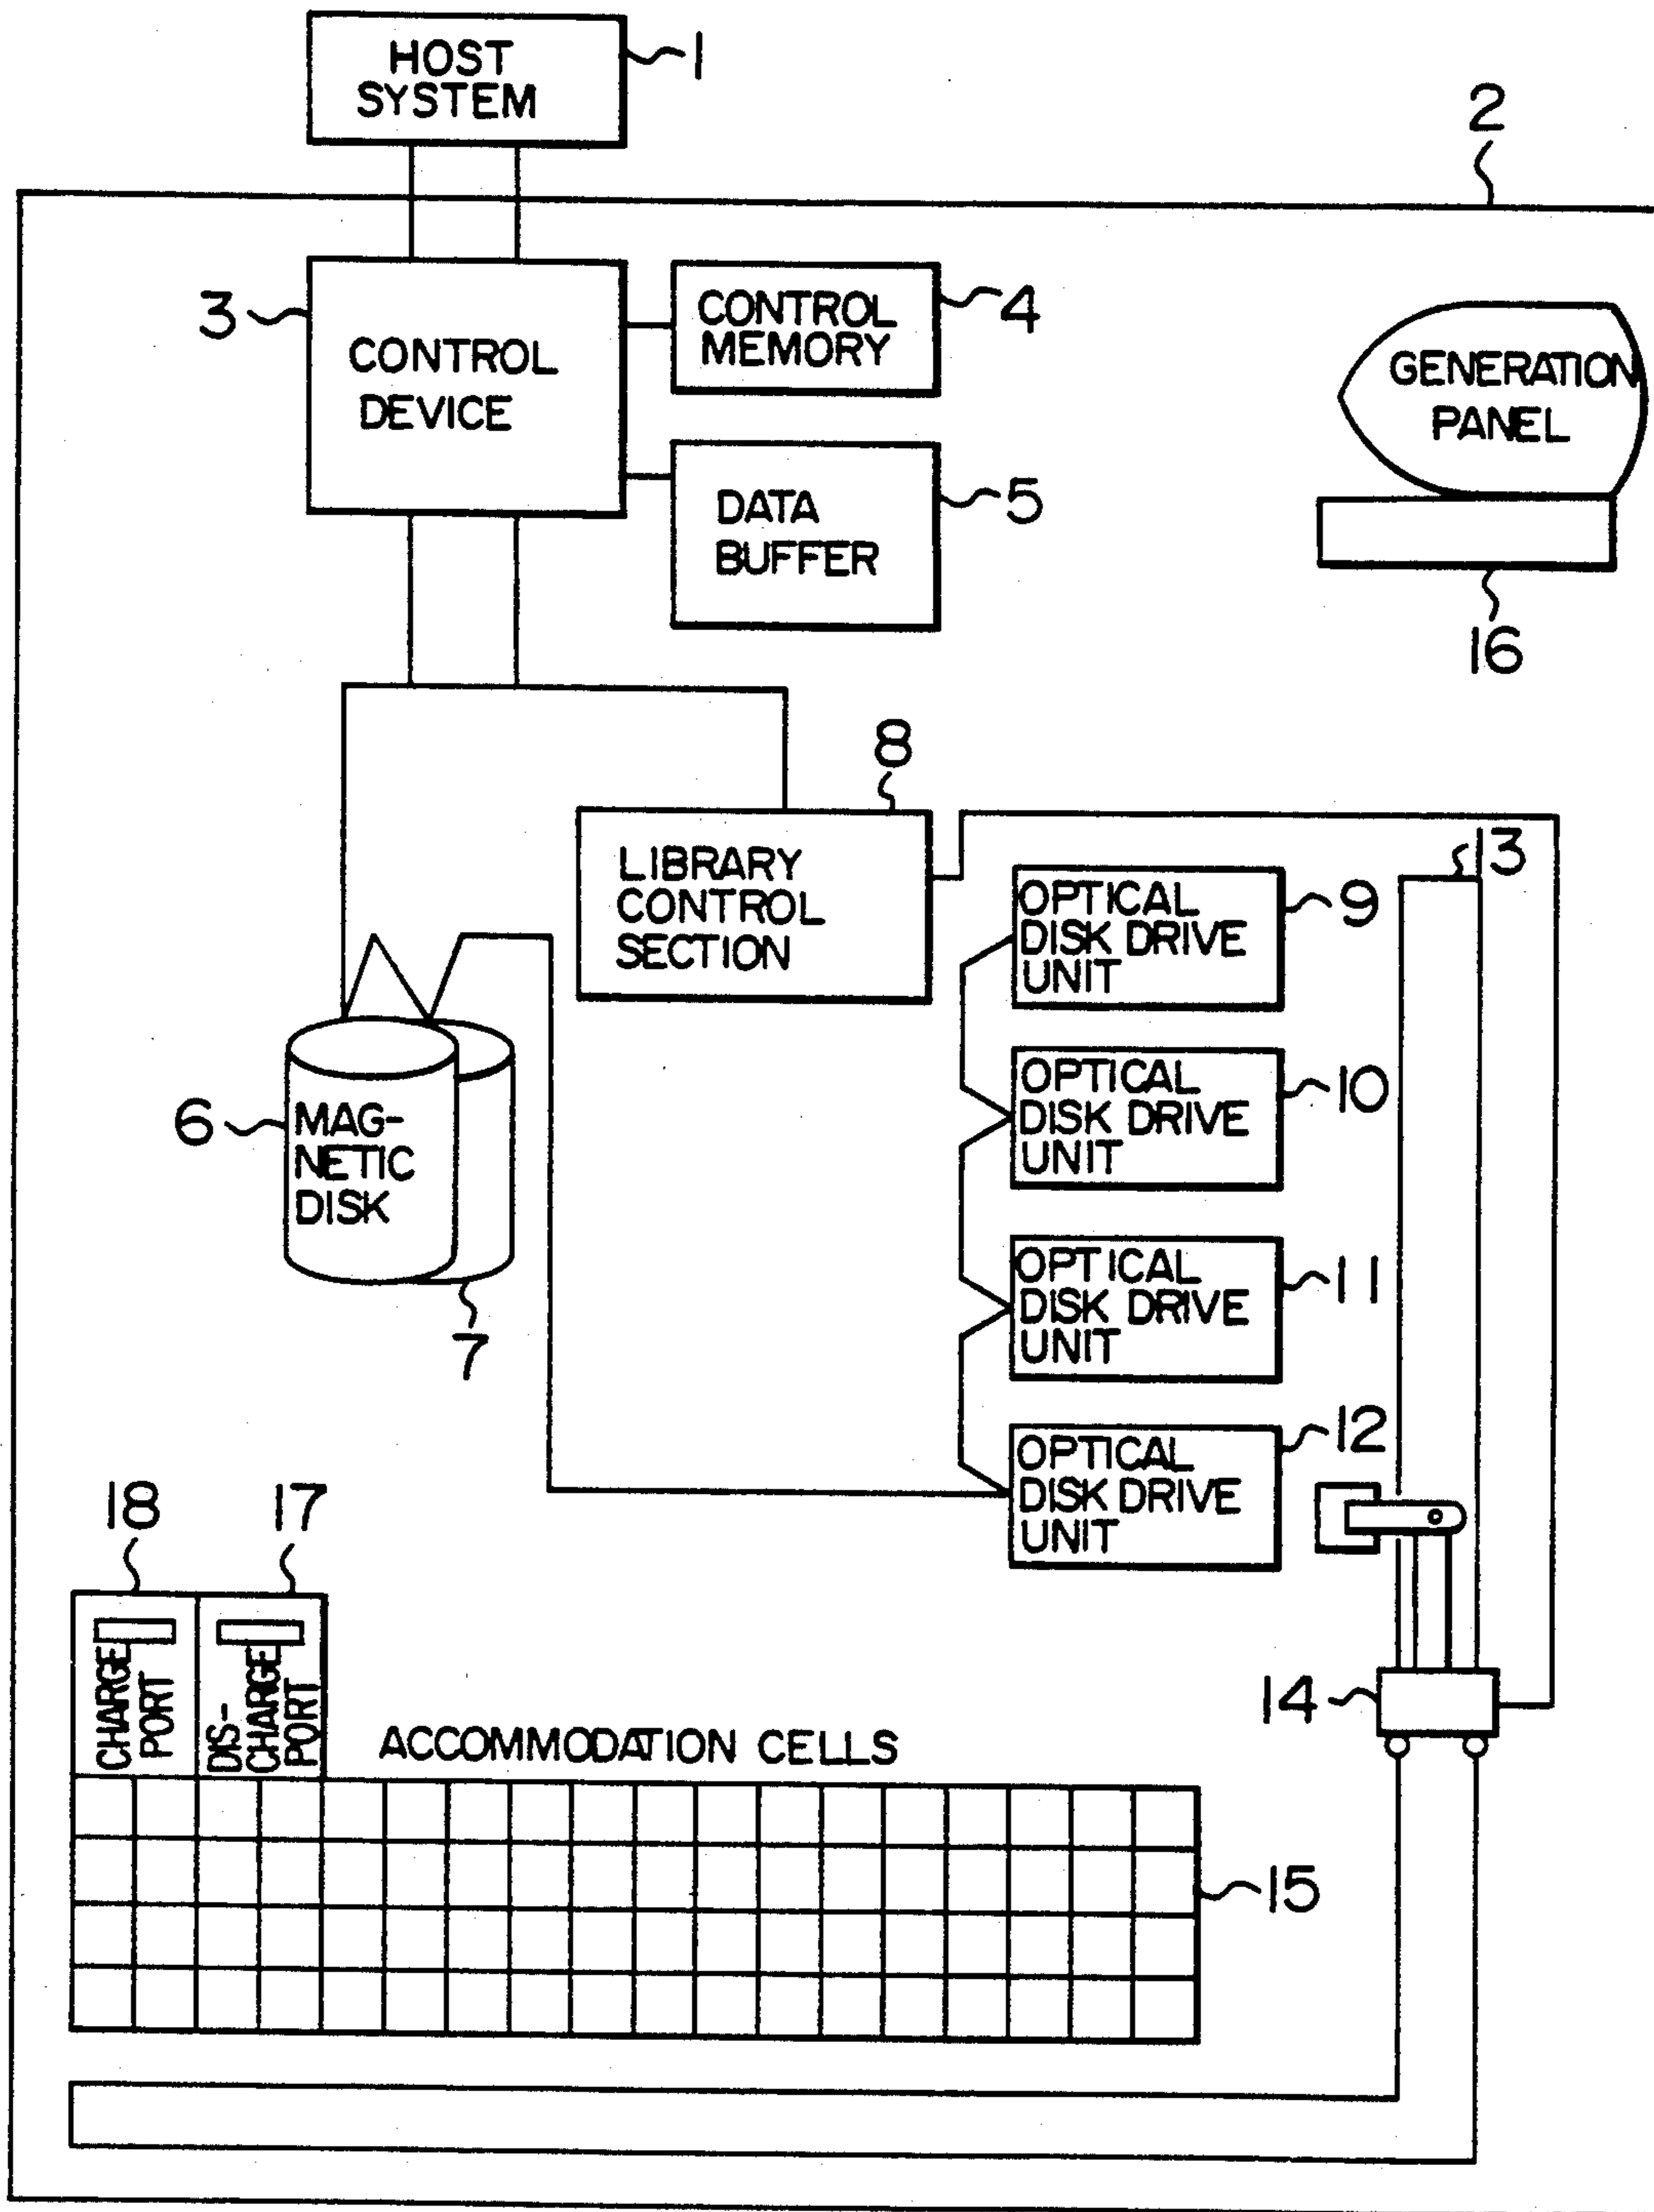 HOST
SYSTEM
1
2
3
CONTROL
DEVICE
CONTROL
MEMORY
4
DATA
BUFFER
5
GENERATION
PANEL
16
8
LIBRARY
CONTROL
SECTION
OPTICAL
DISK DRIVE
UNIT
9
13
OPTICAL
DISK DRIVE
UNIT
10
6
MAG-
NETIC
DISK
7
OPTICAL
DISK DRIVE
UNIT
11
OPTICAL
DISK DRIVE
UNIT
12
18
17
CHARGE
PORT
DIS-
CHARGE
PORT
14
ACCOMMODATION CELLS
15